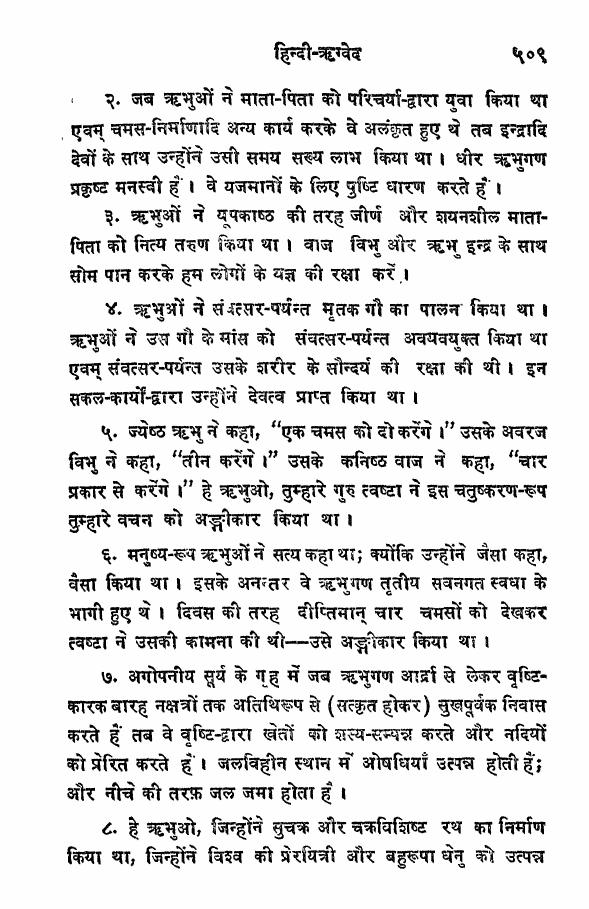 हिन्दी-ऋग्वेद ५०९
२. जब ऋभुओं ने माता-पिता को परिचर्या-द्वारा युवा किया था
एवम् चमस-निर्माणादि अन्य कार्य करके वे अलंकृत हुए थे तब इन्द्रादि
देवों के साथ उन्होंने उसी समय सख्य लाभ किया था। धीर ऋभुगण
प्रकृष्ट मनस्वी हैं। वे यजमानों के लिए पुष्टि धारण करते हैं।
३. ऋभुओं ने यूपकाष्ठ की तरह जीर्ण और शयनशील माता-
पिता को नित्य तरुण किया था। वाज विभु और ऋभु इन्द्र के साथ
सोम पान करके हम लोगों के यज्ञ की रक्षा करें।
४. ऋभुओं ने संवत्सर-पर्यन्त मृतक गौ का पालन किया था।
ऋभुओं ने उस गौ के मांस को संवत्सर-पर्यन्त अवयवयुक्त किया था
एवम् संवत्सर-पर्यन्त उसके शरीर के सौन्दर्य की रक्षा की थी। इन
सकल-कार्यों-द्वारा उन्होंने देवत्व प्राप्त किया था।
५. ज्येष्ठ ऋभु ने कहा, “एक चमस को दो करेंगे।” उसके अवरज
विभु ने कहा, “तीन करेंगे।” उसके कनिष्ठ वाज ने कहा, “चार
प्रकार से करेंगे।” हे ऋभुओ, तुम्हारे गुरु त्वष्टा ने इस चतुष्करण-रूप
तुम्हारे वचन को अङ्गीकार किया था।
६. मनुष्य-रूप ऋभुओं ने सत्य कहा था; क्योंकि उन्होंने जैसा कहा,
वैसा किया था। इसके अनन्तर वे ऋभुगण तृतीय सवनगत स्वधा के
भागी हुए थे। दिवस की तरह दीप्तिमान् चार चमसों को देखकर
त्वष्टा ने उसकी कामना की थी——उसे अङ्गीकार किया था।
७. अगोपनीय सूर्य के गृह में जब ऋभुगण आर्द्रा से लेकर वृष्टि-
कारक बारह नक्षत्रों तक अतिथिरूप से (सत्कृत होकर) सुखपूर्वक निवास
करते हैं तब वे वृष्टि-द्वारा खेतों को शस्य-सम्पन्न करते और नदियों
को प्रेरित करते हैं। जलविहीन स्थान में ओषधियाँ उत्पन्न होती हैं;
और नीचे की तरफ़ जल जमा होता है।
८. हे ऋभुओ, जिन्होंने सुचक्र और चक्रविशिष्ट रथ का निर्माण
किया था, जिन्होंने विश्व की प्रेरयित्री और बहुरूपा धेनु को उत्पन्न